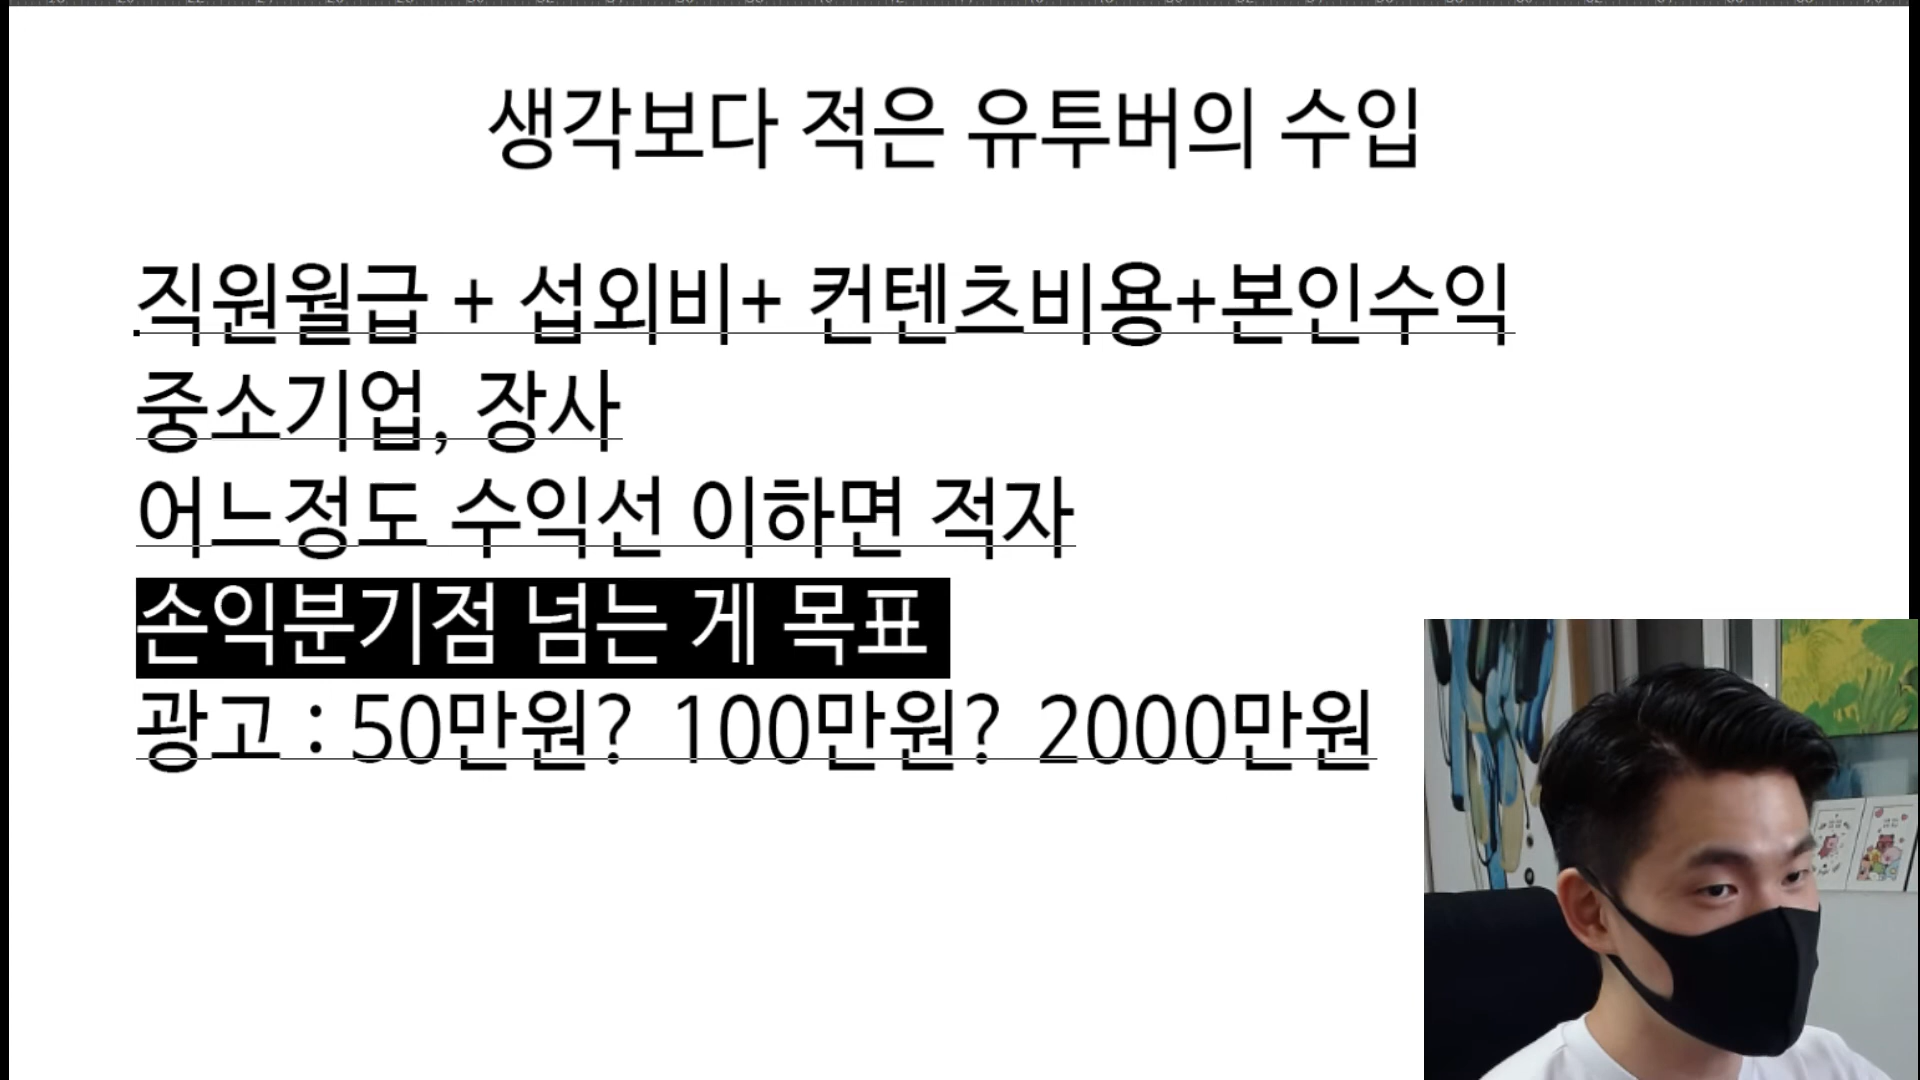 생각보다 적은 유투버의 수입
직원월급 + 섭외비+ 컨텐츠비용+본인수익
중소기업, 장사
어느정도 수익선 이하면 적자
손익분기점 넘는 게 목표
광고 : 50만원? 100만원? 2000만원